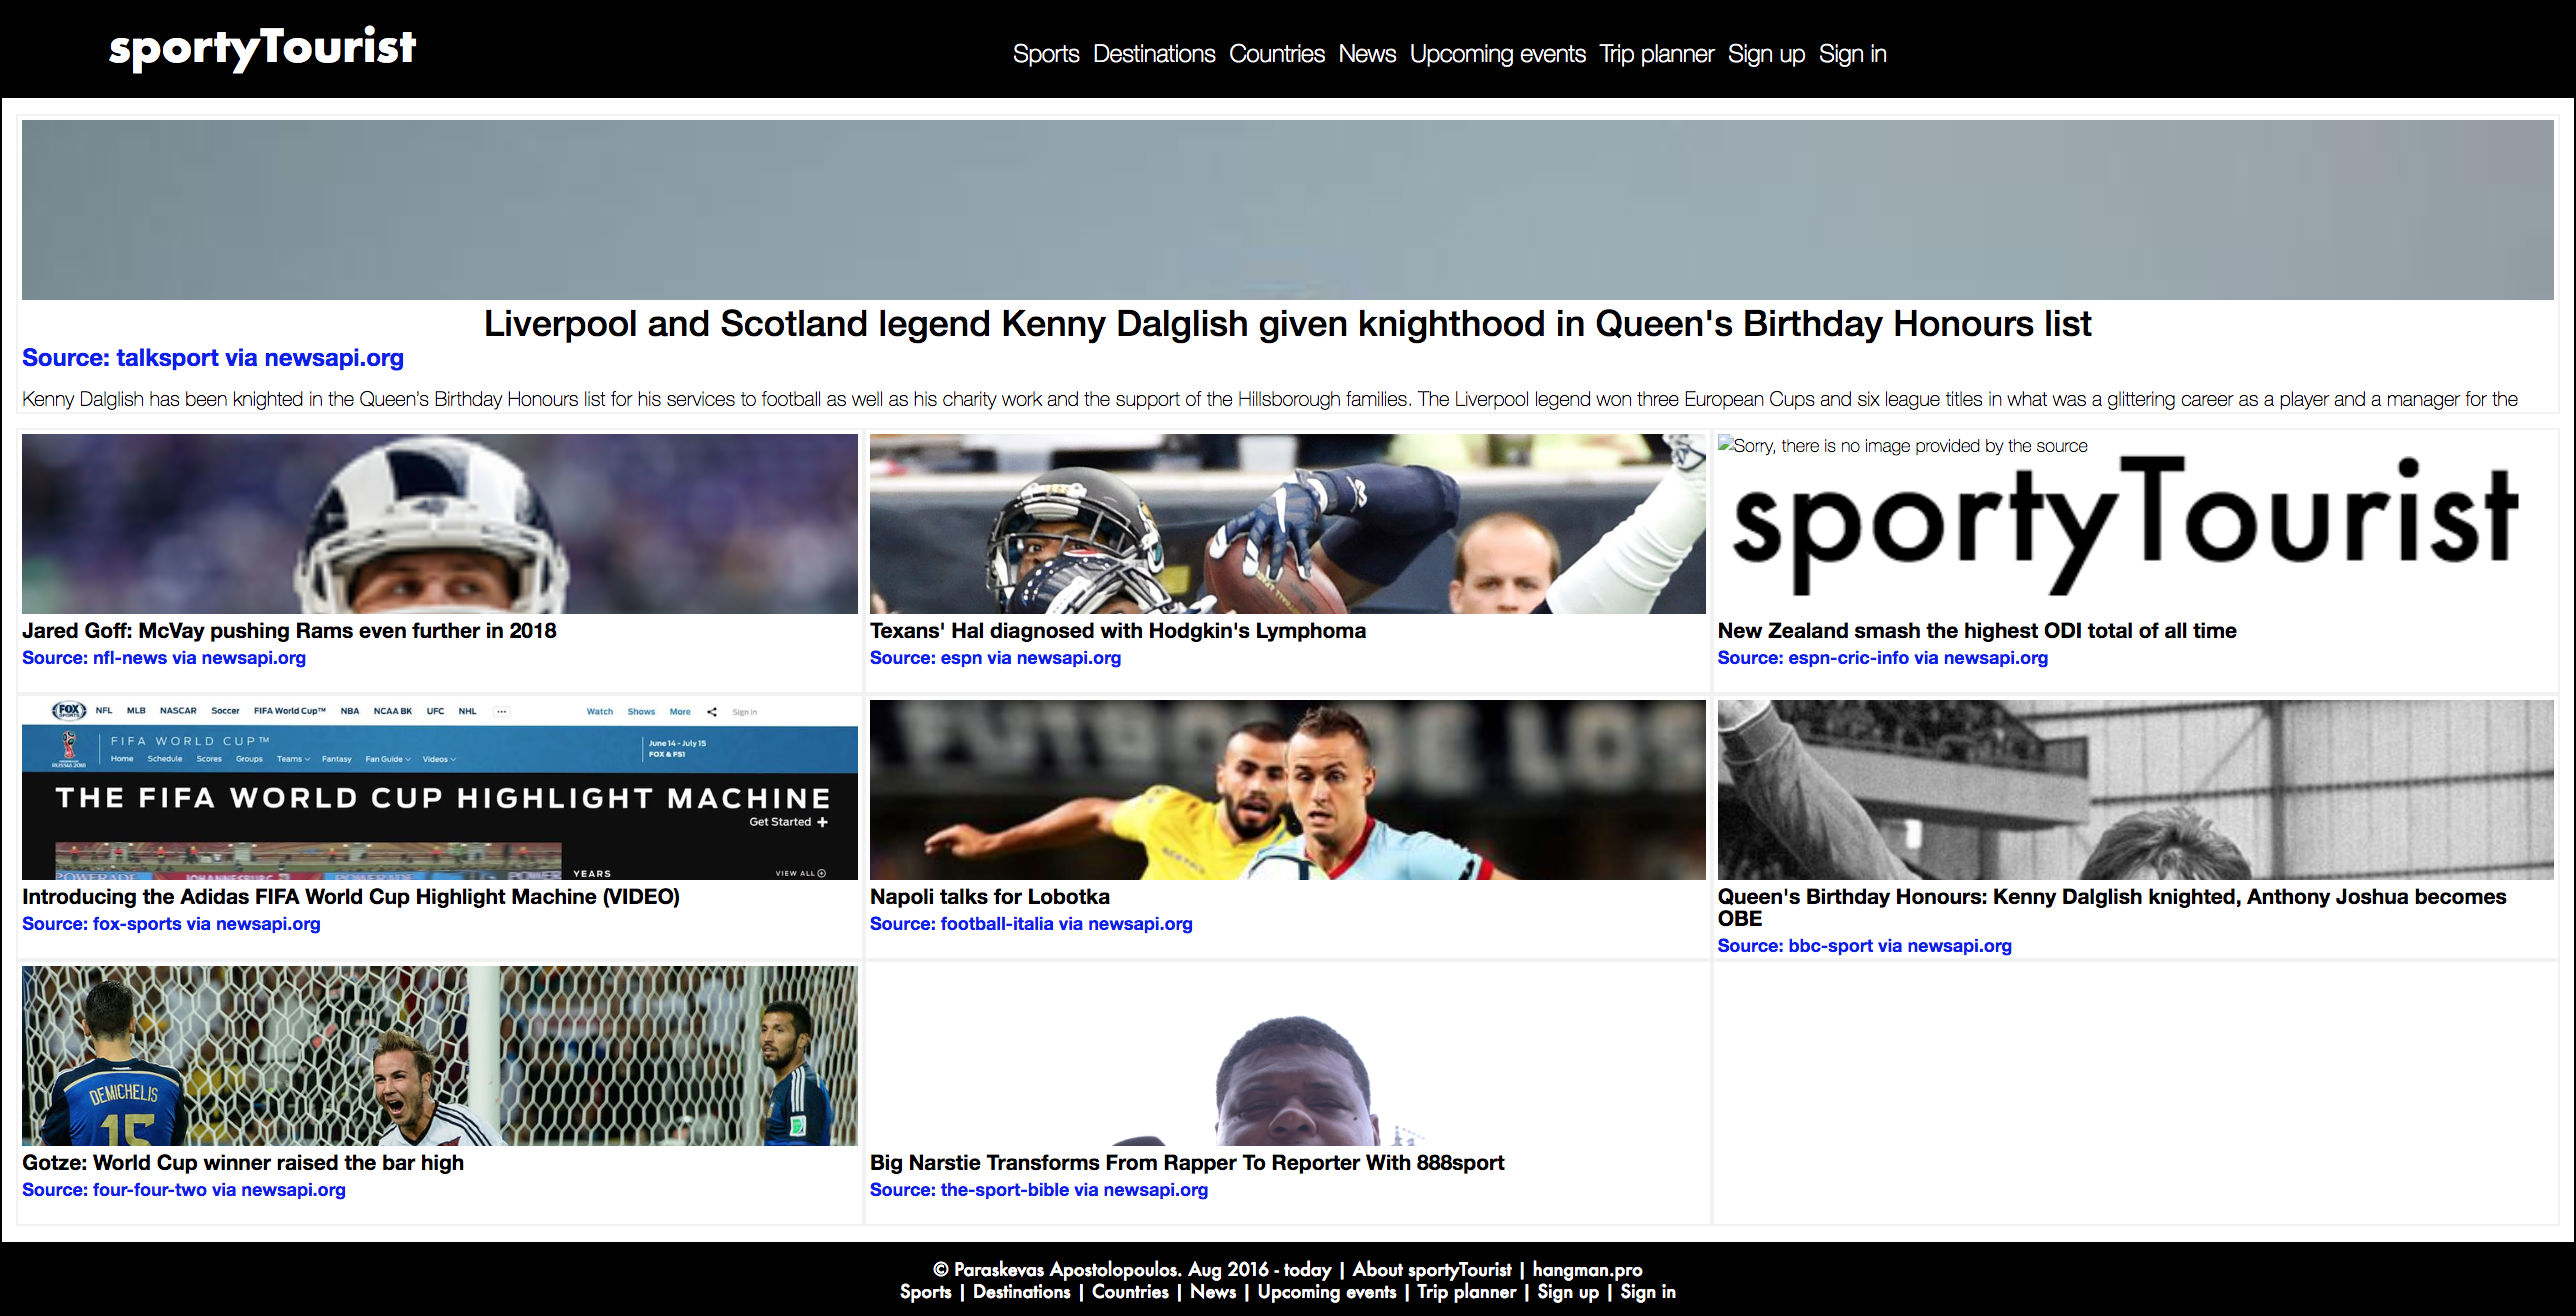 sportyTourist
Sports Destinations Countries News Upcoming events Trip planner Sign up Sign in
Liverpool and Scotland legend Kenny Dalglish given knighthood in Queen's Birthday Honours list
Source: talksport via newsapi.org
Kenny Dalglish has been knighted in the Queen's Birthday Honours list for his services to football as well as his charity work and the support of the Hillsborough families. The Liverpool legend won three European Cups and six league titles in what was a glittering career as a player and a manager for the
Jared Goff: McVay pushing Rams even further in 2018
Source: nfl-news via newsapi.org
Texans' Hal diagnosed with Hodgkin's Lymphoma
Source: espn via newsapi.org
Sorry, there is no image provided by the source
sportyTourist
New Zealand smash the highest ODI total of all time
Source: espn-cric-info via newsapi.org
FOX SPORTS NFL MLB NASCAR Soccer FIFA World Cup™ NBA NCAA BK UFC NHL ... Watch Shows More Sign In
FIFA WORLD CUP™
June 14 - July 15
FOX & FS1
Home Schedule Scores Groups Teams Fantasy Fan Guide Videos
THE FIFA WORLD CUP HIGHLIGHT MACHINE
Get Started +
POWERADE JOHANNESBURG POWERADE POWER
YEARS
VIEW ALL
Introducing the Adidas FIFA World Cup Highlight Machine (VIDEO)
Source: fox-sports via newsapi.org
Napoli talks for Lobotka
Source: football-italia via newsapi.org
Queen's Birthday Honours: Kenny Dalglish knighted, Anthony Joshua becomes
OBE
Source: bbc-sport via newsapi.org
DEMICHELIS
15
Gotze: World Cup winner raised the bar high
Source: four-four-two via newsapi.org
Big Narstie Transforms From Rapper To Reporter With 888sport
Source: the-sport-bible via newsapi.org
© Paraskevas Apostolopoulos. Aug 2016 - today | About sportyTourist | hangman.pro
Sports | Destinations | Countries | News | Upcoming events | Trip planner | Sign up | Sign in